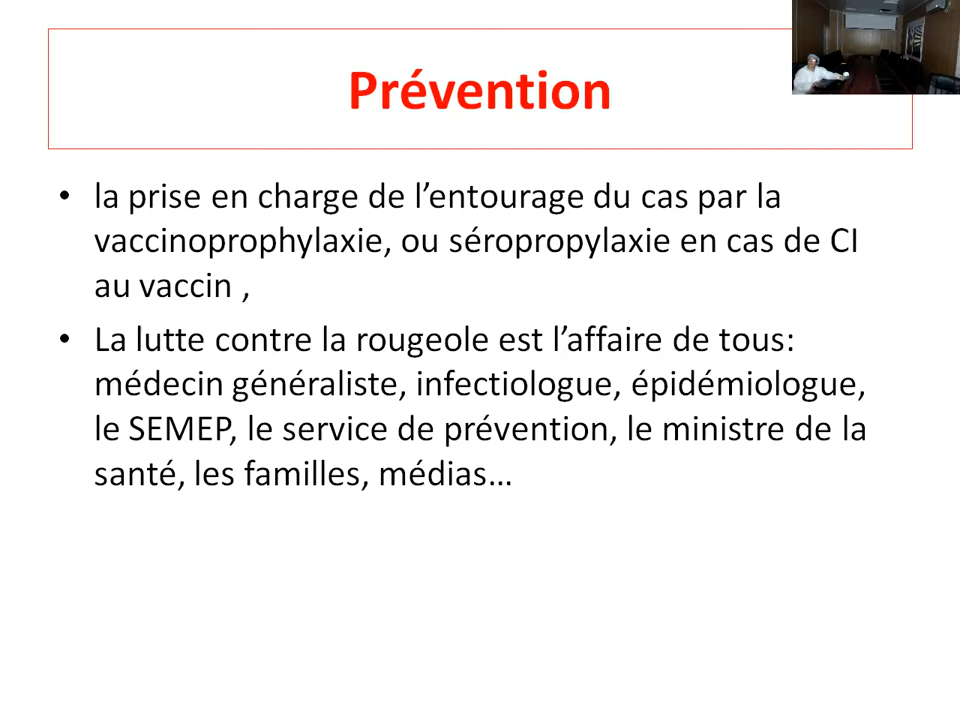 Prévention
• la prise en charge de l’entourage du cas par la
vaccinoprophylaxie, ou séropropylaxie en cas de CI
au vaccin ,
• La lutte contre la rougeole est l’affaire de tous:
médecin généraliste, infectiologue, épidémiologue,
le SEMEP, le service de prévention, le ministre de la
santé, les familles, médias…